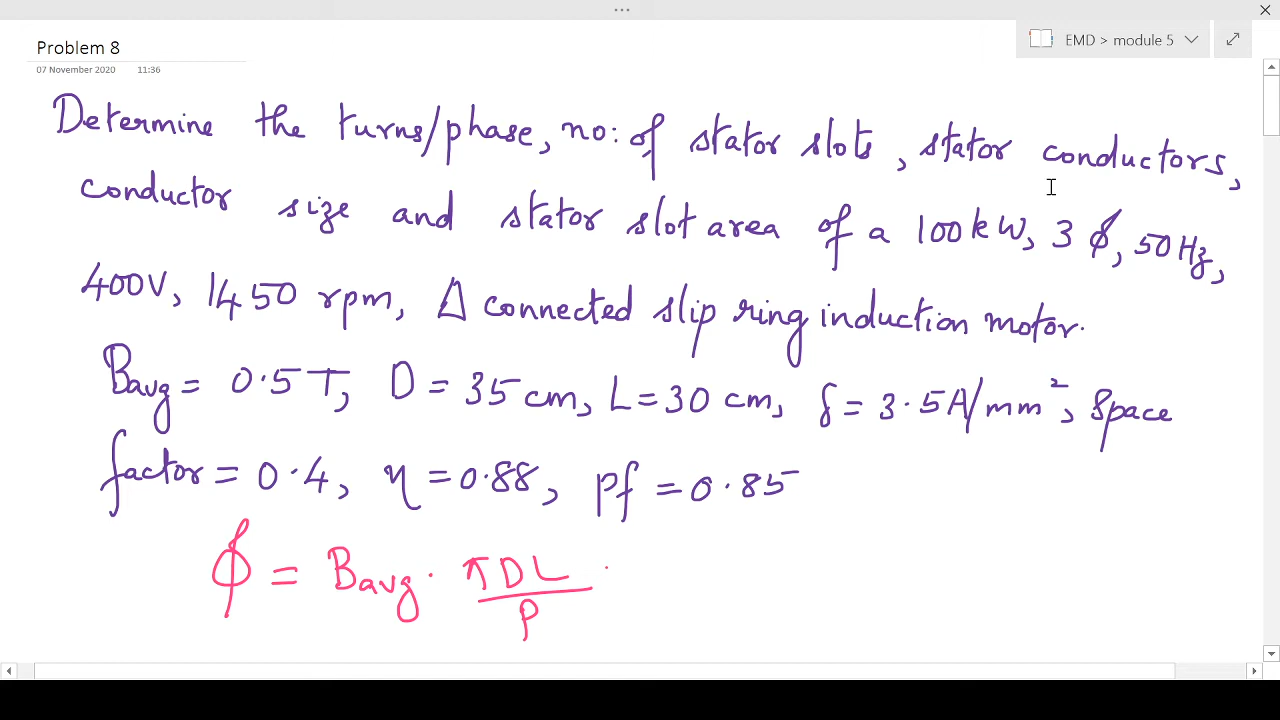 Problem 8
EMD > module 5
07 November 2020 11:36
Determine the turns/phase, no: of stator slots, stator conductors,
conductor size and stator slot area of a 100kW, 3 ϕ, 50 Hz,
400V, 1450 rpm, Δ connected slip ring induction motor.
Bavg = 0.5 T, D = 35 cm, L = 30 cm, δ = 3.5 A/mm², Space
factor = 0.4, η = 0.88, pf = 0.85
ϕ = Bavg. πDL
P